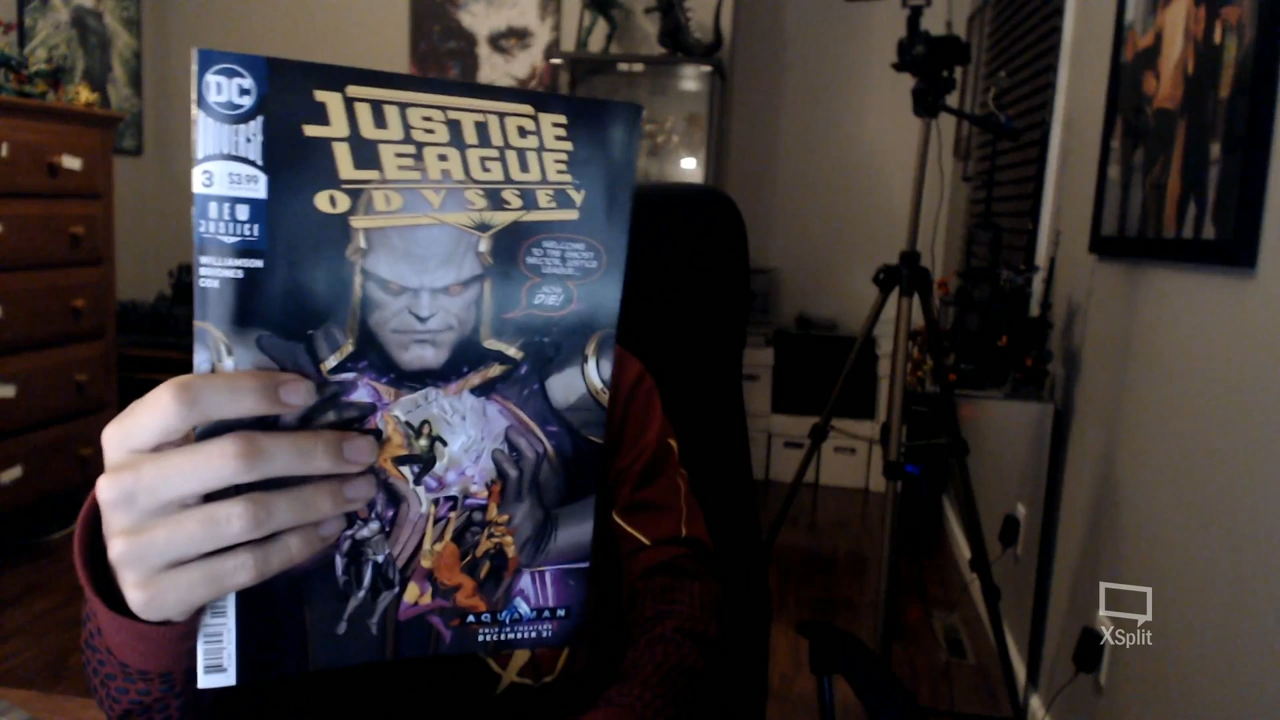 DC
UNIVERSE
3 $3.99
NEW
JUSTICE
WILLIAMSON
BRIONES
COX
JUSTICE
LEAGUE
ODYSSEY
WELCOME
TO THE GHOST
SECTOR, JUSTICE
LEAGUE...
...NOW
DIE!
AQUAMAN
ONLY IN THEATERS
DECEMBER 21
XSplit